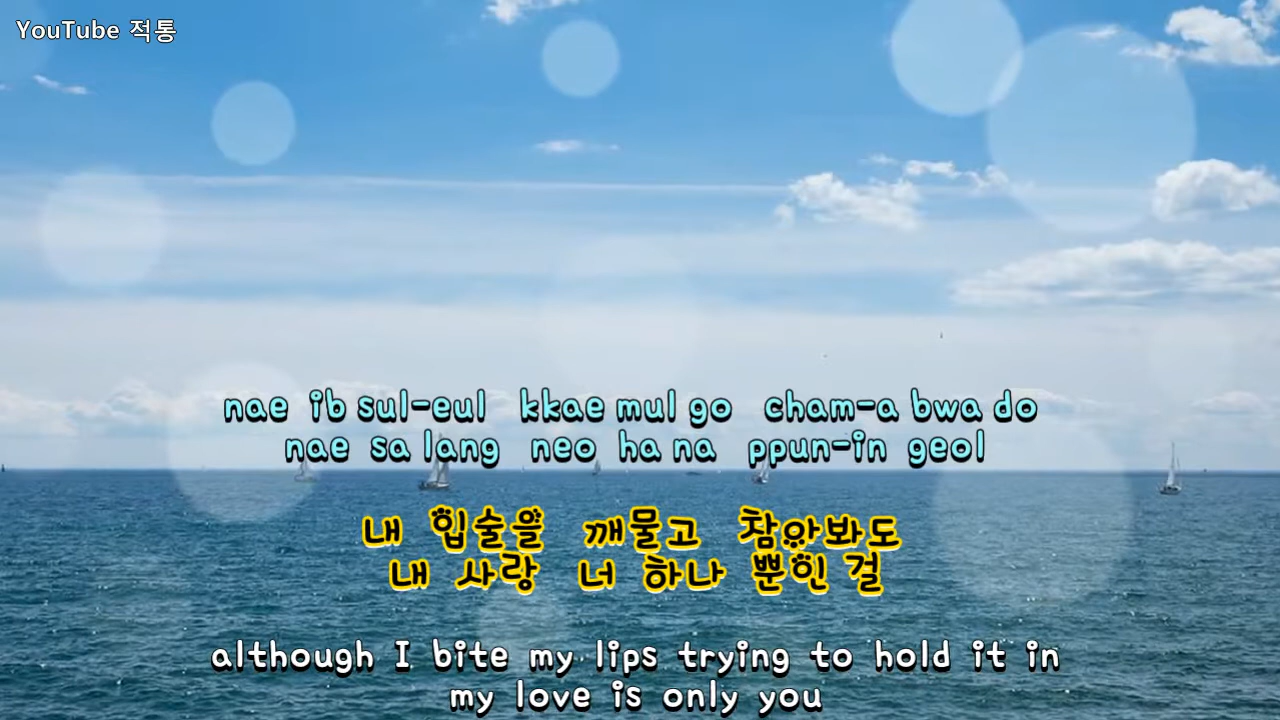 YouTube 적통
nae ib sul-eul kkae mul go cham-a bwa do
nae sa lang neo ha na ppun-in geol
내 입술을 깨물고 참아봐도
내 사랑 너 하나 뿐인 걸
although I bite my lips trying to hold it in
my love is only you